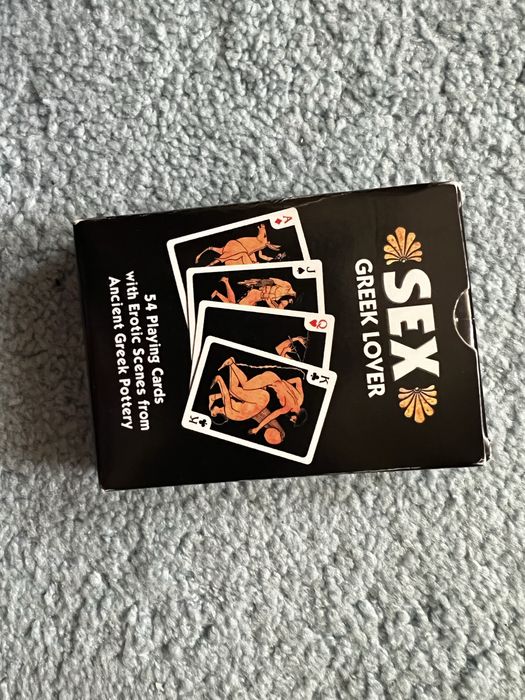 SEX
GREEK LOVER
A
J
Q
K
K
54 Playing Cards
with Erotic Scenes from
Ancient Greek Pottery